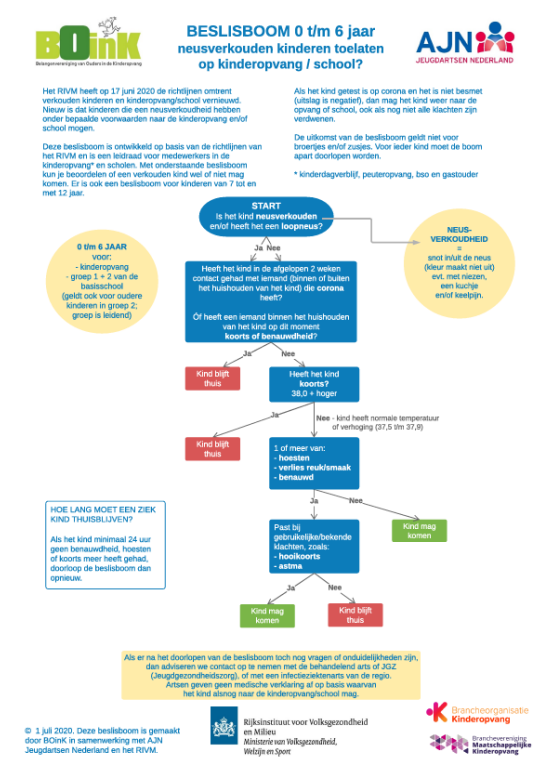 BOinK
Belangenvereniging van Ouders in de Kinderopvang
BESLISBOOM 0 t/m 6 jaar
neusverkouden kinderen toelaten
op kinderopvang / school?
AJN
JEUGDARTSEN NEDERLAND
Het RIVM heeft op 17 juni 2020 de richtlijnen omtrent
verkouden kinderen en kinderopvang/school vernieuwd.
Nieuw is dat kinderen die een neusverkoudheid hebben
onder bepaalde voorwaarden naar de kinderopvang en/of
school mogen.
Deze beslisboom is ontwikkeld op basis van de richtlijnen van
het RIVM en is een leidraad voor medewerkers in de
kinderopvang* en scholen. Met onderstaande beslisboom
kun je beoordelen of een verkouden kind wel of niet mag
komen. Er is ook een beslisboom voor kinderen van 7 tot en
met 12 jaar.
Als het kind getest is op corona en het is niet besmet
(uitslag is negatief), dan mag het kind weer naar de
opvang of school, ook als nog niet alle klachten zijn
verdwenen.
De uitkomst van de beslisboom geldt niet voor
broertjes en/of zusjes. Voor ieder kind moet de boom
apart doorlopen worden.
* kinderdagverblijf, peuteropvang, bso en gastouder
START
Is het kind neusverkouden
en/of heeft het een loopneus?
NEUS-
VERKOUDHEID
=
snot in/uit de neus
(kleur maakt niet uit)
evt. met niezen,
een kuchje
en/of keelpijn.
0 t/m 6 JAAR
voor:
- kinderopvang
- groep 1 + 2 van de
basisschool
(geldt ook voor oudere
kinderen in groep 2;
groep is leidend)
Ja Nee
Heeft het kind in de afgelopen 2 weken
contact gehad met iemand (binnen of buiten
het huishouden van het kind) die corona
heeft?
Óf heeft een iemand binnen het huishouden
van het kind op dit moment
koorts of benauwdheid?
Ja Nee
Kind blijft
thuis
Heeft het kind
koorts?
38,0 + hoger
Ja
Nee - kind heeft normale temperatuur
of verhoging (37,5 t/m 37,9)
Kind blijft
thuis
1 of meer van:
- hoesten
- verlies reuk/smaak
- benauwd
Ja Nee
HOE LANG MOET EEN ZIEK
KIND THUISBLIJVEN?
Als het kind minimaal 24 uur
geen benauwdheid, hoesten
of koorts meer heeft gehad,
doorloop de beslisboom dan
opnieuw.
Past bij
gebruikelijke/bekende
klachten, zoals:
- hooikoorts
- astma
Kind mag
komen
Ja Nee
Kind mag
komen
Kind blijft
thuis
Als er na het doorlopen van de beslisboom toch nog vragen of onduidelijkheden zijn,
dan adviseren we contact op te nemen met de behandelend arts of JGZ
(Jeugdgezondheidszorg), of met een infectieziektenarts van de regio.
Artsen geven geen medische verklaring af op basis waarvan
het kind alsnog naar de kinderopvang/school mag.
© 1 juli 2020, Deze beslisboom is gemaakt
door BOinK in samenwerking met AJN
Jeugdartsen Nederland en het RIVM.
Rijksinstituut voor Volksgezondheid
en Milieu
Ministerie van Volksgezondheid,
Welzijn en Sport
Brancheorganisatie
Kinderopvang
Branchevereniging
Maatschappelijke
Kinderopvang